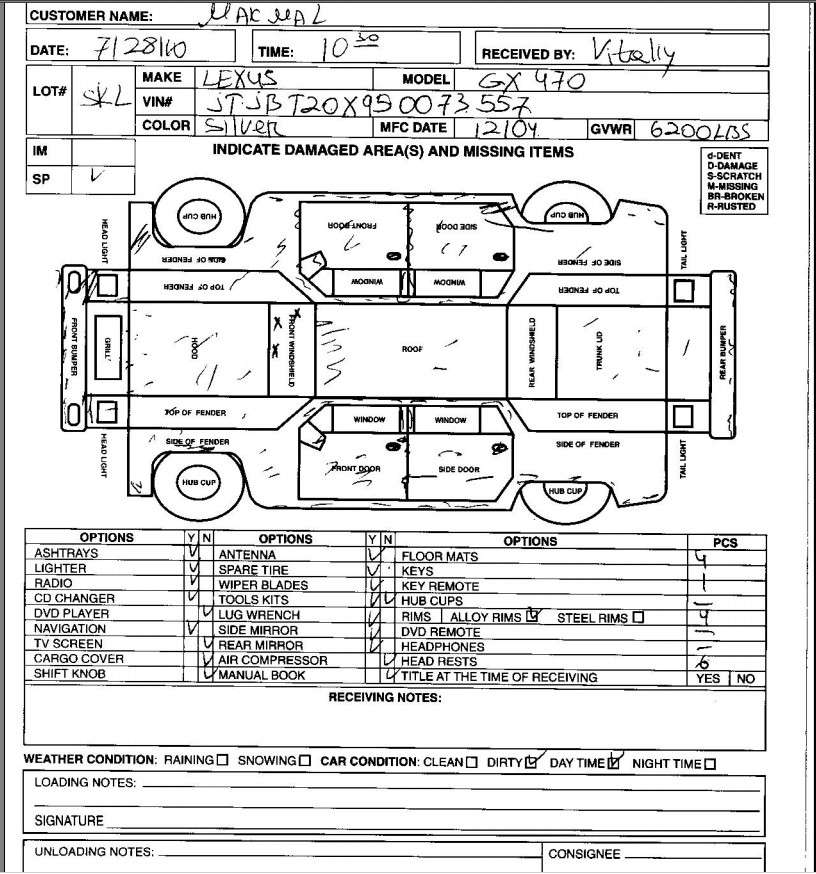 CUSTOMER NAME: MAKMAL
DATE: 7/28/10 TIME: 10 30 RECEIVED BY: Vitaliy
LOT# SKL MAKE LEXUS MODEL GX 470
VIN# JTJBT20X950073557
COLOR Silver MFC DATE 12/04 GVWR 6200LBS
IM
SP
INDICATE DAMAGED AREA(S) AND MISSING ITEMS
d-DENT
D-DAMAGE
S-SCRATCH
M-MISSING
BR-BROKEN
R-RUSTED
HUB CUP HUB CUP
HEAD LIGHT FRONT DOOR SIDE DOOR TAIL LIGHT
SIDE OF FENDER SIDE OF FENDER
TOP OF FENDER WINDOW WINDOW TOP OF FENDER
FRONT BUMPER GRILL HOOD FRONT WINDSHIELD ROOF REAR WINDSHIELD TRUNK LID REAR BUMPER
TOP OF FENDER WINDOW WINDOW TOP OF FENDER
SIDE OF FENDER SIDE OF FENDER
HEAD LIGHT FRONT DOOR SIDE DOOR TAIL LIGHT
HUB CUP HUB CUP
OPTIONS Y N OPTIONS Y N OPTIONS PCS
ASHTRAYS ANTENNA FLOOR MATS 4
LIGHTER SPARE TIRE KEYS 1
RADIO WIPER BLADES KEY REMOTE
CD CHANGER TOOLS KITS HUB CUPS –
DVD PLAYER LUG WRENCH RIMS ALLOY RIMS STEEL RIMS 4
NAVIGATION SIDE MIRROR DVD REMOTE –
TV SCREEN REAR MIRROR HEADPHONES –
CARGO COVER AIR COMPRESSOR HEAD RESTS 6
SHIFT KNOB MANUAL BOOK TITLE AT THE TIME OF RECEIVING YES NO
RECEIVING NOTES:
WEATHER CONDITION: RAINING SNOWING CAR CONDITION: CLEAN DIRTY DAY TIME NIGHT TIME
LOADING NOTES:
SIGNATURE
UNLOADING NOTES: CONSIGNEE